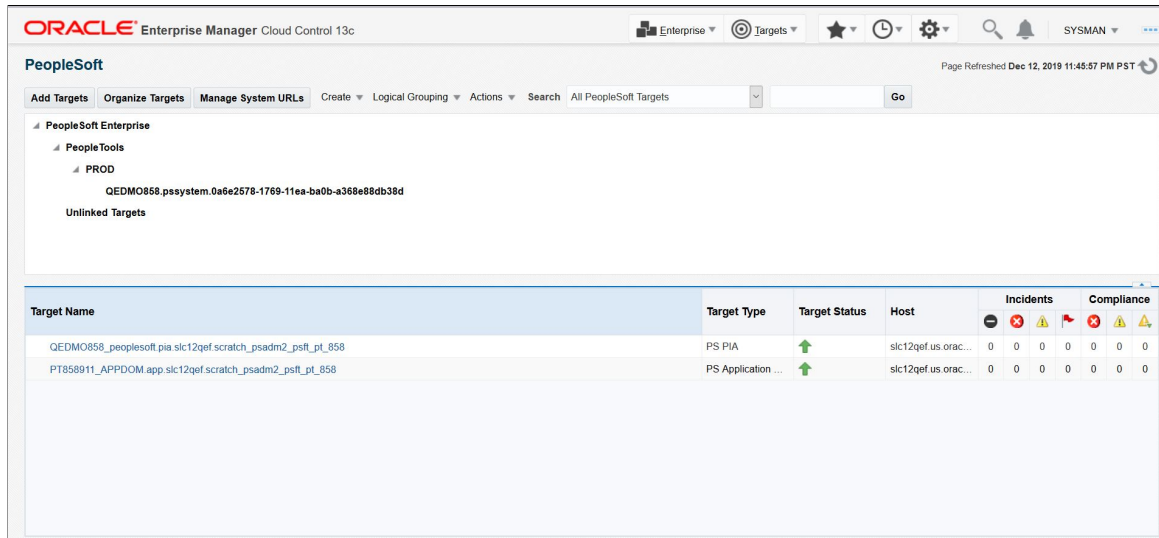 ORACLE Enterprise Manager Cloud Control 13c Enterprise Targets SYSMAN
PeopleSoft Page Refreshed Dec 12, 2019 11:45:57 PM PST
Add Targets Organize Targets Manage System URLs Create Logical Grouping Actions Search All PeopleSoft Targets Go
PeopleSoft Enterprise
PeopleTools
PROD
QEDMO858.pssystem.0a6e2578-1769-11ea-ba0b-a368e88db38d
Unlinked Targets
Incidents Compliance
Target Name Target Type Target Status Host
QEDMO858_peoplesoft.pia.slc12qef.scratch_psadm2_psft_pt_858 PS PIA slc12qef.us.orac... 0 0 0 0 0 0 0
PT858911_APPDOM.app.slc12qef.scratch_psadm2_psft_pt_858 PS Application ... slc12qef.us.orac... 0 0 0 0 0 0 0